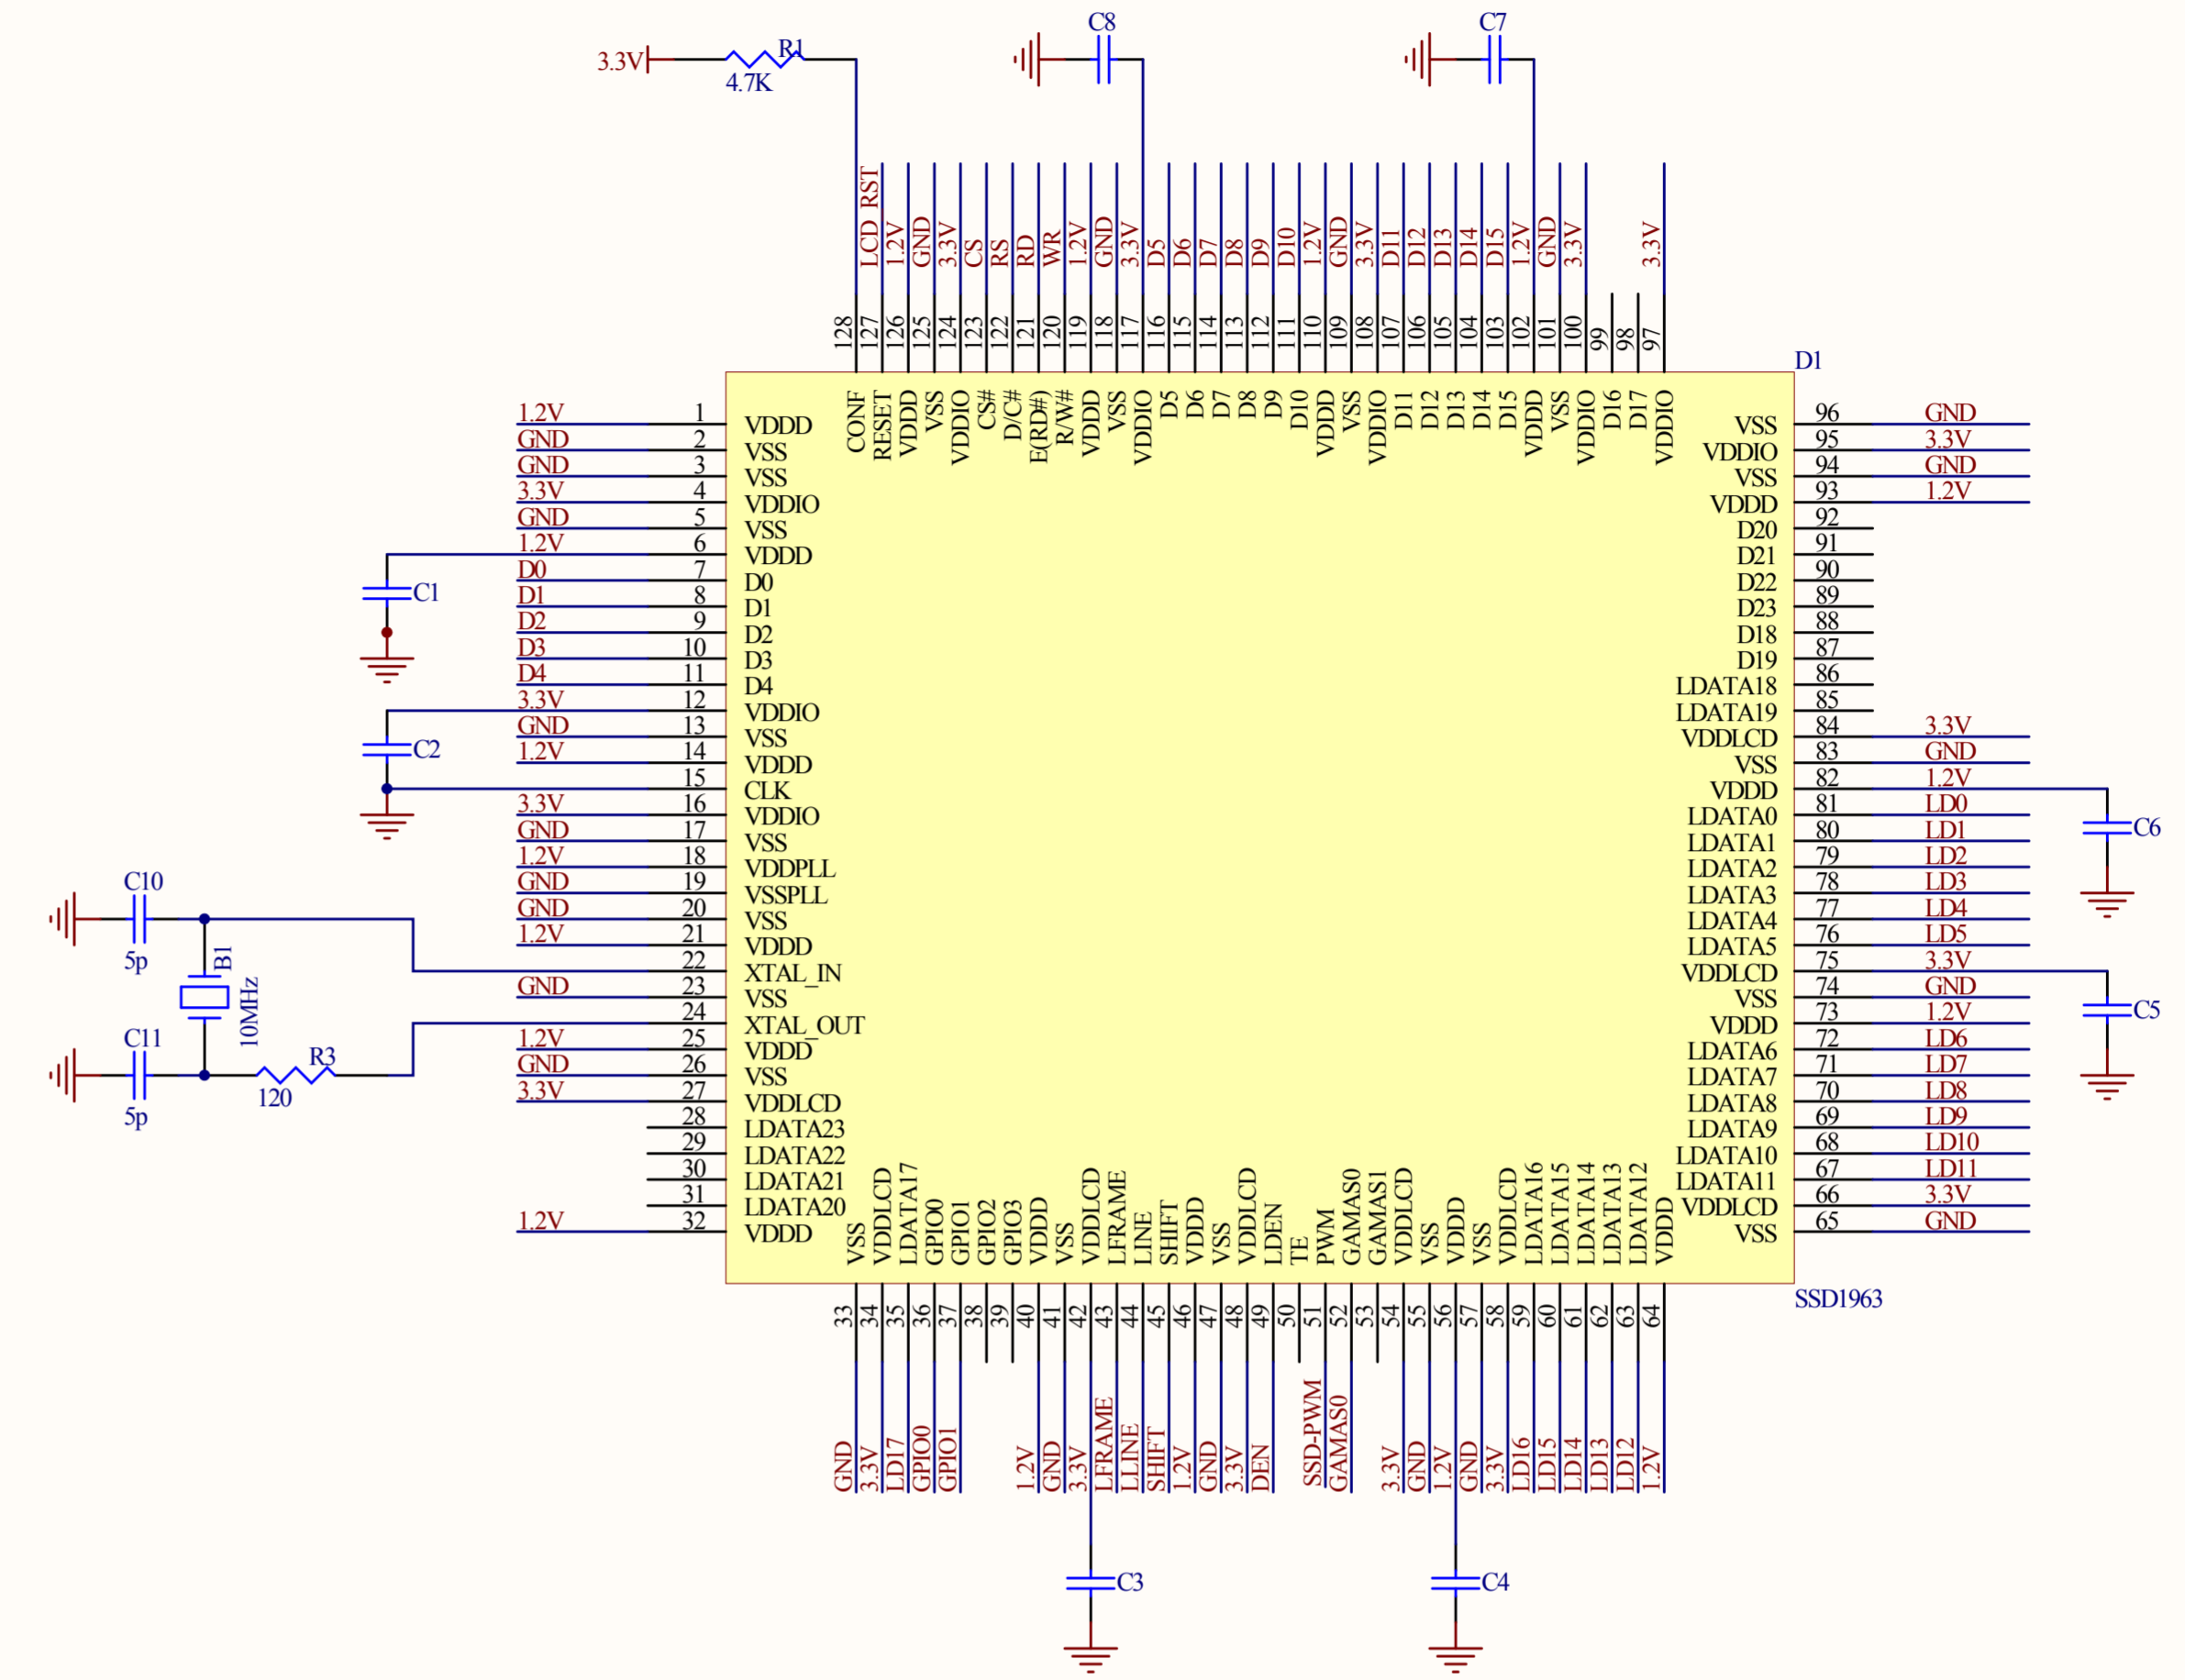 C8
C7
3.3V
R1
4.7K
LCD_RST
1.2V
GND
3.3V
CS
RS
RD
WR
1.2V
GND
3.3V
D5
D6
D7
D8
D9
D10
1.2V
GND
3.3V
D11
D12
D13
D14
D15
1.2V
GND
3.3V
3.3V
128
127
126
125
124
123
122
121
120
119
118
117
116
115
114
113
112
111
110
109
108
107
106
105
104
103
102
101
100
99
98
97
D1
CONF
RESET
VDDD
VSS
VDDIO
CS#
D/C#
E(RD#)
R/W#
VDDD
VSS
VDDIO
D5
D6
D7
D8
D9
D10
VDDD
VSS
VDDIO
D11
D12
D13
D14
D15
VDDD
VSS
VDDIO
D16
D17
VDDIO
1.2V 1 VDDD
GND 2 VSS
GND 3 VSS
3.3V 4 VDDIO
GND 5 VSS
1.2V 6 VDDD
D0 7 D0
C1
D1 8 D1
D2 9 D2
D3 10 D3
D4 11 D4
3.3V 12 VDDIO
GND 13 VSS
C2
1.2V 14 VDDD
15 CLK
3.3V 16 VDDIO
GND 17 VSS
1.2V 18 VDDPLL
GND 19 VSSPLL
GND 20 VSS
1.2V 21 VDDD
22 XTAL_IN
GND 23 VSS
24 XTAL_OUT
1.2V 25 VDDD
GND 26 VSS
3.3V 27 VDDLCD
28 LDATA23
29 LDATA22
30 LDATA21
31 LDATA20
1.2V 32 VDDD
C10
5p
B1
10MHz
C11
5p
R3
120
VSS 96 GND
VDDIO 95 3.3V
VSS 94 GND
VDDD 93 1.2V
D20 92
D21 91
D22 90
D23 89
D18 88
D19 87
LDATA18 86
LDATA19 85
VDDLCD 84 3.3V
VSS 83 GND
VDDD 82 1.2V
LDATA0 81 LD0
C6
LDATA1 80 LD1
LDATA2 79 LD2
LDATA3 78 LD3
LDATA4 77 LD4
LDATA5 76 LD5
VDDLCD 75 3.3V
VSS 74 GND
C5
VDDD 73 1.2V
LDATA6 72 LD6
LDATA7 71 LD7
LDATA8 70 LD8
LDATA9 69 LD9
LDATA10 68 LD10
LDATA11 67 LD11
VDDLCD 66 3.3V
VSS 65 GND
VSS
VDDLCD
LDATA17
GPIO0
GPIO1
GPIO2
GPIO3
VDDD
VSS
VDDLCD
LFRAME
LINE
SHIFT
VDDD
VSS
VDDLCD
LDEN
TE
PWM
GAMAS0
GAMAS1
VDDLCD
VSS
VDDD
VSS
VDDLCD
LDATA16
LDATA15
LDATA14
LDATA13
LDATA12
VDDD
SSD1963
33
34
35
36
37
38
39
40
41
42
43
44
45
46
47
48
49
50
51
52
53
54
55
56
57
58
59
60
61
62
63
64
GND
3.3V
LD17
GPIO0
GPIO1
1.2V
GND
3.3V
LFRAME
LLINE
SHIFT
1.2V
GND
3.3V
DEN
SSD-PWM
GAMAS0
3.3V
GND
1.2V
GND
3.3V
LD16
LD15
LD14
LD13
LD12
1.2V
C3
C4